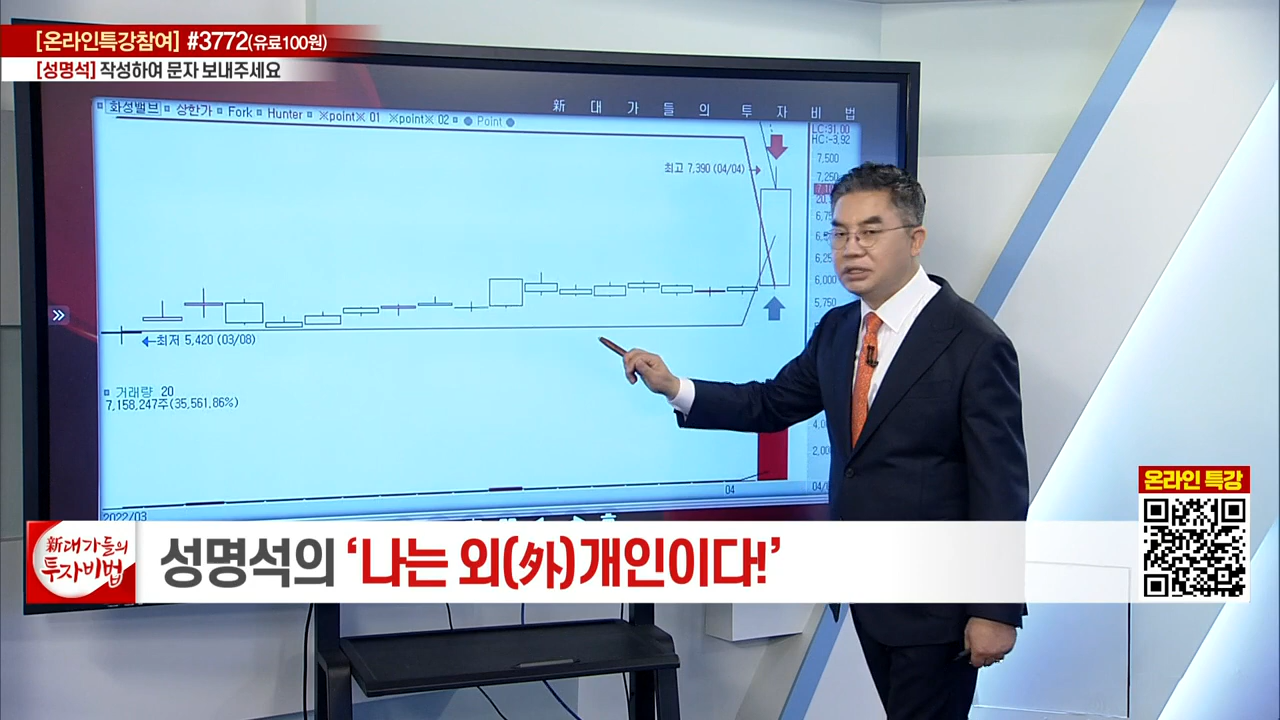 [온라인특강참여] #3772(유료100원)
[성명석] 작성하여 문자 보내주세요
新 대가들의 투자비법
화성밸브 상한가 Fork Hunter ※point※ 01 ※point※ 02 Point
LC:31.00
HC:-3.92
최고 7,390 (04/04)
7,500
7,250
6,000
5,750
←최저 5,420 (03/08)
거래량 20
7,158,247주(35,561.86%)
04
2022/03
온라인 특강
新대가들의
투자비법
성명석의 ‘나는 외(外)개인이다!’